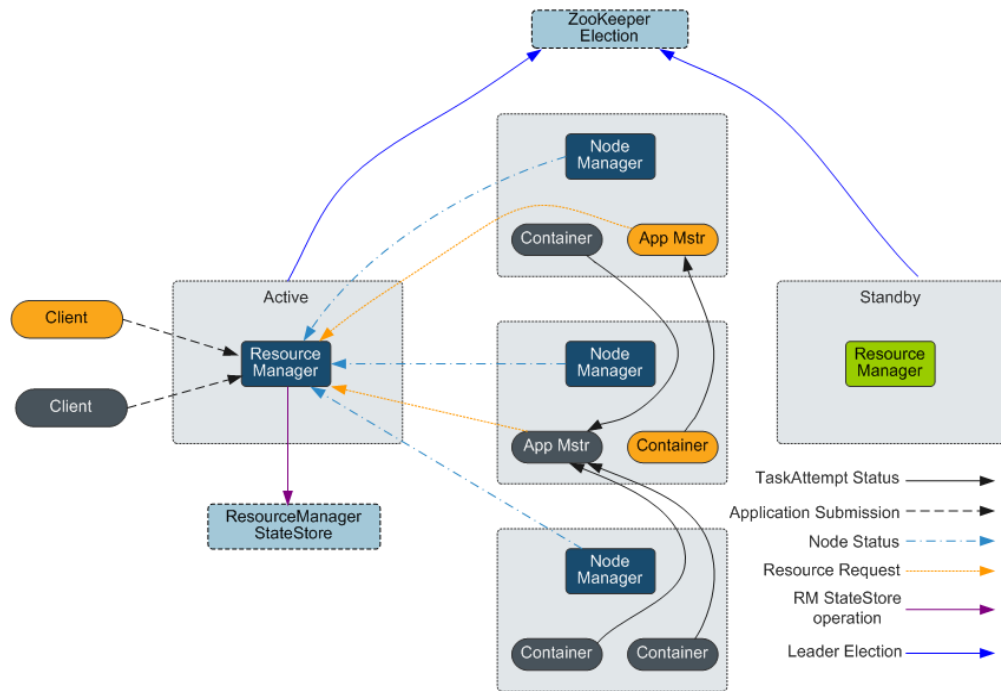 ZooKeeper
Election
Node
Manager
Container
App Mstr
Active
Standby
Client
Resource
Manager
Node
Manager
Resource
Manager
Client
App Mstr
Container
TaskAttempt Status
ResourceManager
StateStore
Application Submission
Node Status
Node
Manager
Resource Request
RM StateStore
operation
Container
Container
Leader Election